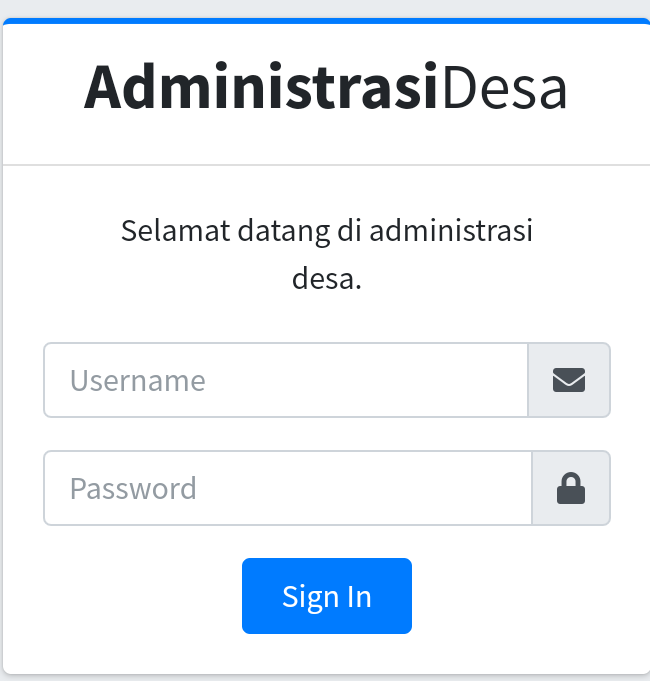 AdministrasiDesa
Selamat datang di administrasi
desa.
Username
Password
Sign In